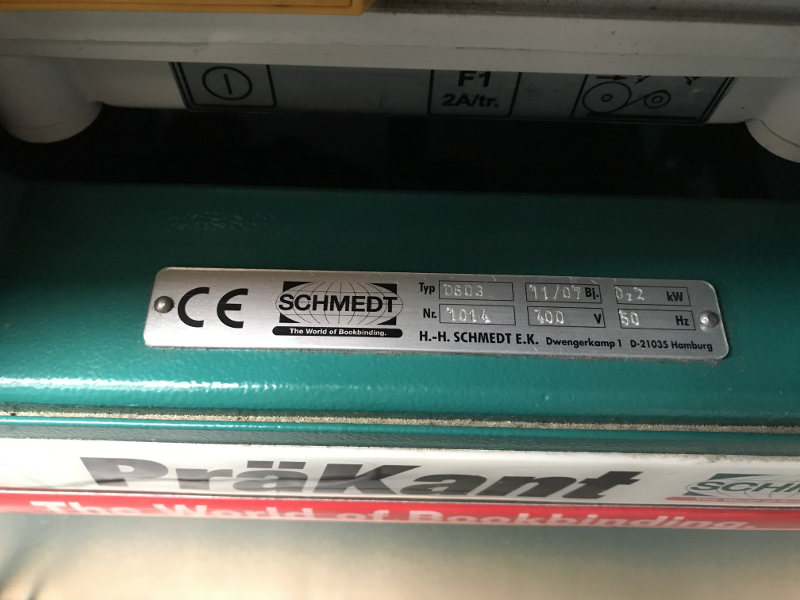 F1
2A/tr.
CE
SCHMEDT
The World of Bookbinding.
Typ 0603 11/07 Bj. 0,2 kW
Nr. 1014 400 V 50 Hz
H.-H. SCHMEDT E.K. Dwengerkamp 1 D-21035 Hamburg
PräKant
The World of Bookbinding.